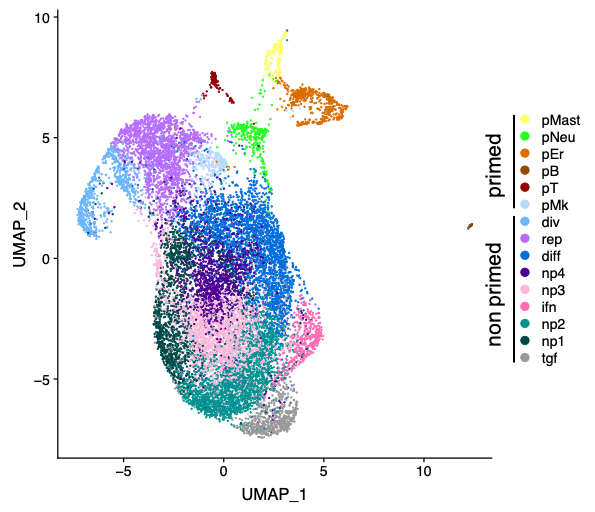 10
5
0
−5
UMAP_2
−5
0
5
10
UMAP_1
primed
non primed
pMast
pNeu
pEr
pB
pT
pMk
div
rep
diff
np4
np3
ifn
np2
np1
tgf